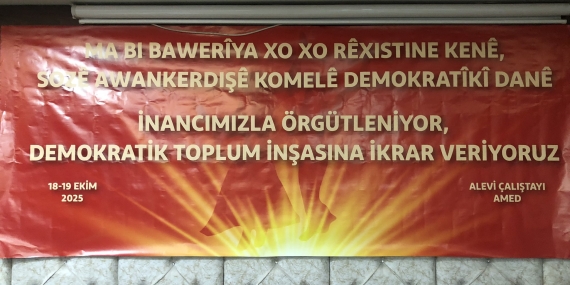 MA BI BAWERÎYA XO XO RÊXISTINE KENÊ,
SOZÊ AWANKERDIŞÊ KOMELÊ DEMOKRATÎKÎ DANÊ
İNANCIMIZLA ÖRGÜTLENİYOR,
DEMOKRATİK TOPLUM İNŞASINA İKRAR VERİYORUZ
18-19 EKİM
2025
ALEVİ ÇALIŞTAYI
AMED